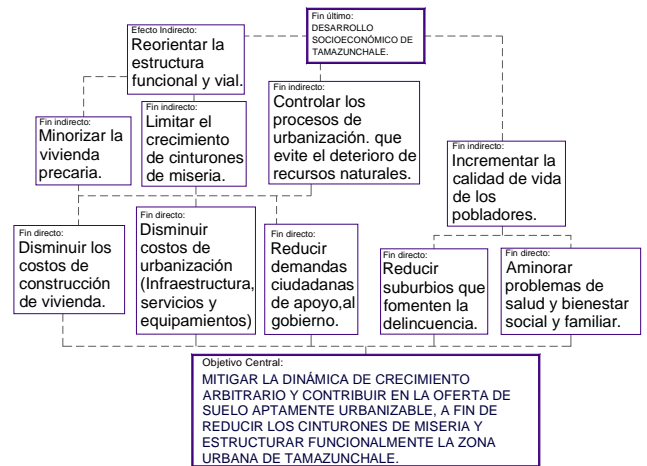 Fin último:
DESARROLLO
SOCIOECONÓMICO DE
TAMAZUNCHALE.
Efecto Indirecto:
Reorientar la
estructura
funcional y vial.
Fin indirecto:
Minorizar la
vivienda
precaria.
Fin indirecto:
Limitar el
crecimiento
de cinturones
de miseria.
Fin indirecto:
Controlar los
procesos de
urbanización. que
evite el deterioro de
recursos naturales.
Fin indirecto:
Incrementar la
calidad de vida
de los
pobladores.
Fin directo:
Disminuir los
costos de
construcción
de vivienda.
Fin directo:
Disminuir
costos de
urbanización
(Infraestructura,
servicios y
equipamientos)
Fin directo:
Reducir
demandas
ciudadanas
de apoyo,al
gobierno.
Fin directo:
Reducir
suburbios que
fomenten la
delincuencia.
Fin directo:
Aminorar
problemas de
salud y bienestar
social y familiar.
Objetivo Central:
MITIGAR LA DINÁMICA DE CRECIMIENTO
ARBITRARIO Y CONTRIBUIR EN LA OFERTA DE
SUELO APTAMENTE URBANIZABLE, A FIN DE
REDUCIR LOS CINTURONES DE MISERIA Y
ESTRUCTURAR FUNCIONALMENTE LA ZONA
URBANA DE TAMAZUNCHALE.